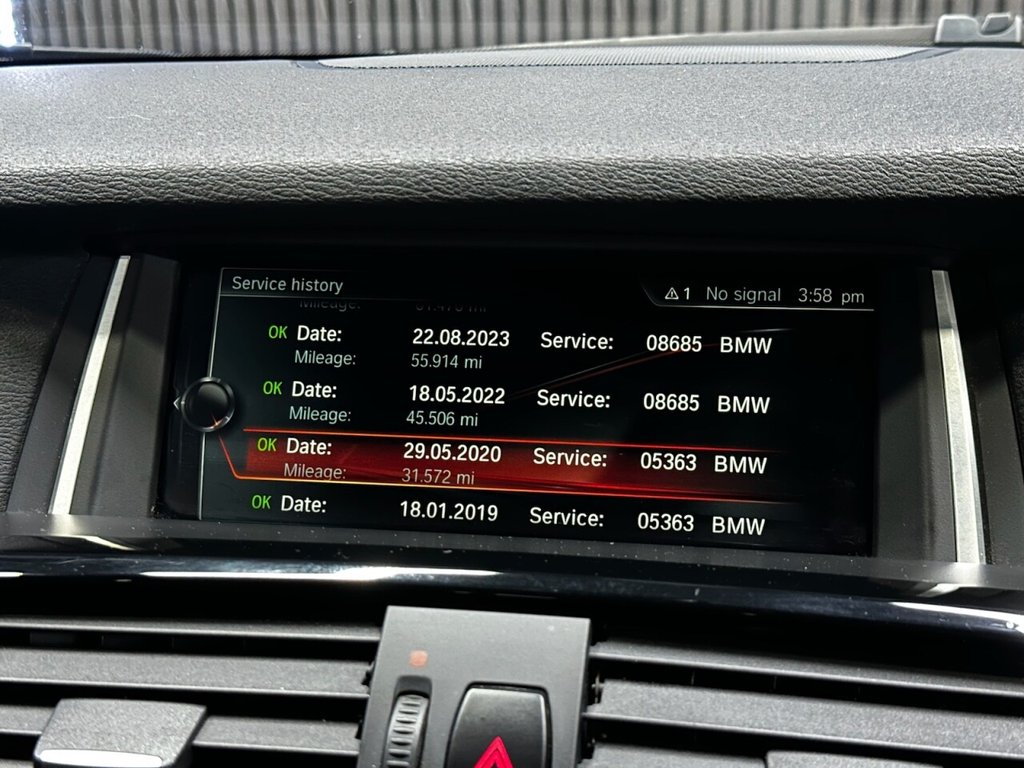 Service history
1 No signal 3:58 pm
Mileage:
OK Date: 22.08.2023 Service: 08685 BMW
Mileage: 55.914 mi
OK Date: 18.05.2022 Service: 08685 BMW
Mileage: 45.506 mi
OK Date: 29.05.2020 Service: 05363 BMW
Mileage: 31.572 mi
OK Date: 18.01.2019 Service: 05363 BMW